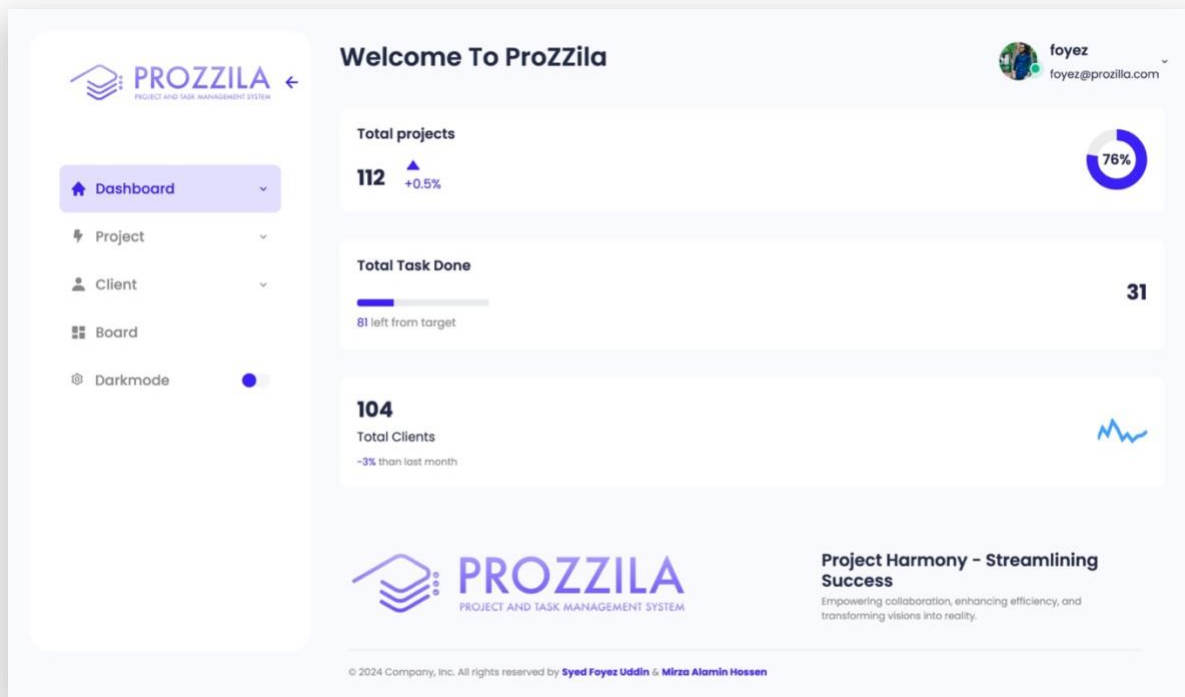 PROZZILA
PROJECT AND TASK MANAGEMENT SYSTEM
Dashboard
Project
Client
Board
Darkmode
Welcome To ProZZila
foyez
foyez@prozilla.com
Total projects
112
+0.5%
76%
Total Task Done
81 left from target
31
104
Total Clients
-3% than last month
PROZZILA
PROJECT AND TASK MANAGEMENT SYSTEM
Project Harmony - Streamlining
Success
Empowering collaboration, enhancing efficiency, and
transforming visions into reality.
© 2024 Company, Inc. All rights reserved by Syed Foyez Uddin & Mirza Alamin Hossen